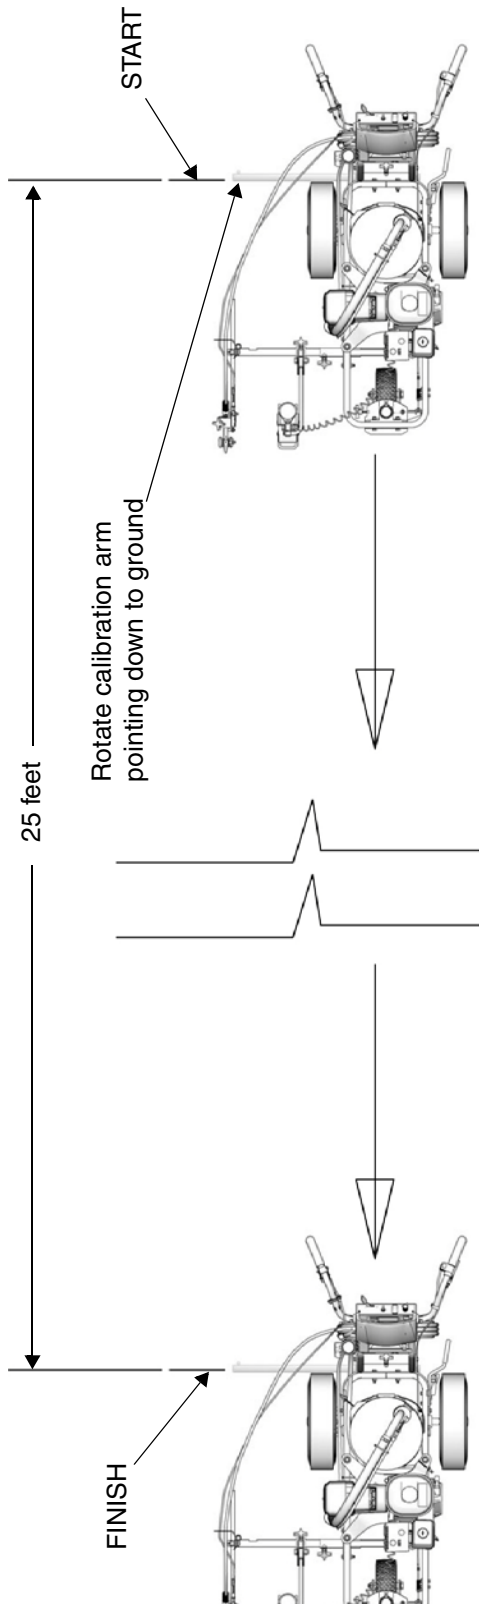 START
Rotate calibration arm
pointing down to ground
25 feet
FINISH